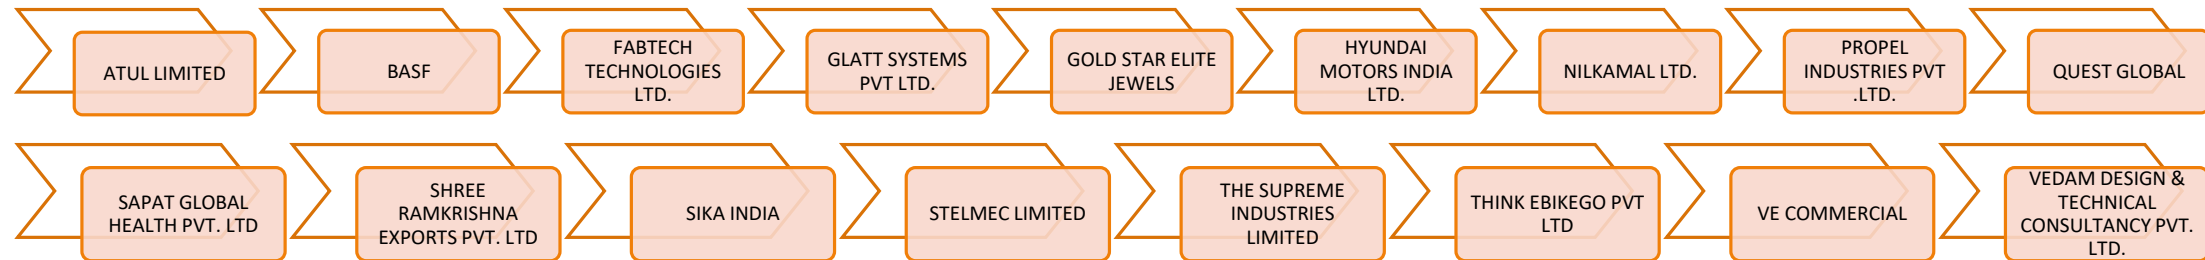 ATUL LIMITED
BASF
FABTECH
TECHNOLOGIES
LTD.
GLATT SYSTEMS
PVT LTD.
GOLD STAR ELITE
JEWELS
HYUNDAI
MOTORS INDIA
LTD.
NILKAMAL LTD.
PROPEL
INDUSTRIES PVT
.LTD.
QUEST GLOBAL
SAPAT GLOBAL
HEALTH PVT. LTD
SHREE
RAMKRISHNA
EXPORTS PVT. LTD
SIKA INDIA
STELMEC LIMITED
THE SUPREME
INDUSTRIES
LIMITED
THINK EBIKEGO PVT
LTD
VE COMMERCIAL
VEDAM DESIGN &
TECHNICAL
CONSULTANCY PVT.
LTD.